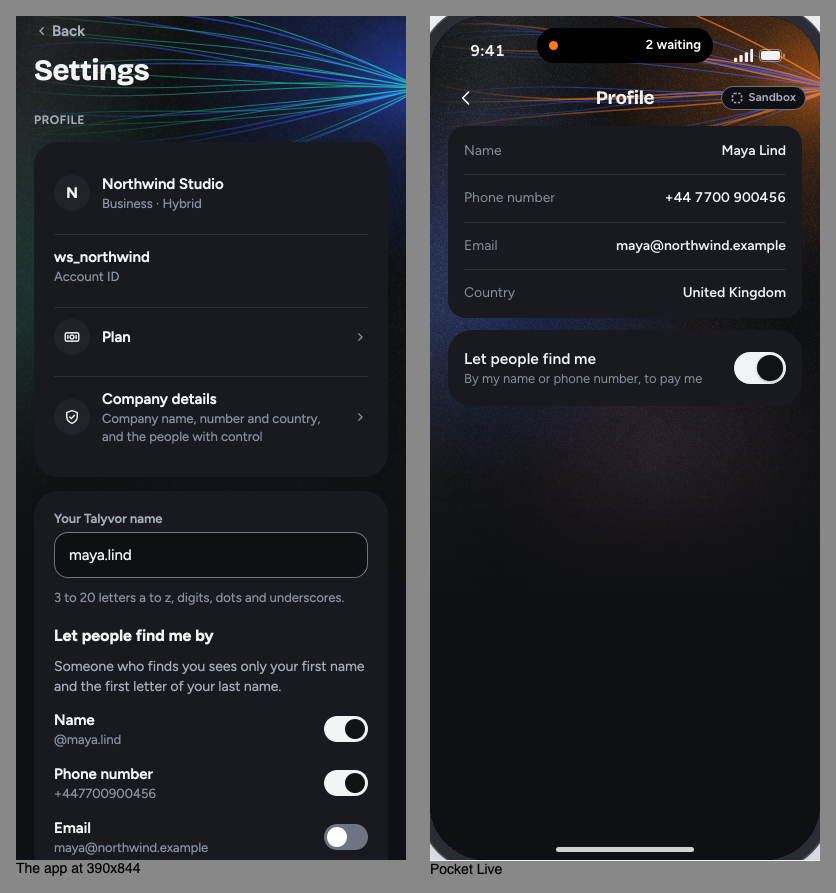 Back
Settings
PROFILE
N
Northwind Studio
Business · Hybrid
ws_northwind
Account ID
Plan
Company details
Company name, number and country,
and the people with control
Your Talyvor name
maya.lind
3 to 20 letters a to z, digits, dots and underscores.
Let people find me by
Someone who finds you sees only your first name
and the first letter of your last name.
Name
@maya.lind
Phone number
+447700900456
Email
maya@northwind.example
The app at 390x844
9:41
2 waiting
Profile
Sandbox
Name
Maya Lind
Phone number
+44 7700 900456
Email
maya@northwind.example
Country
United Kingdom
Let people find me
By my name or phone number, to pay me
Pocket Live